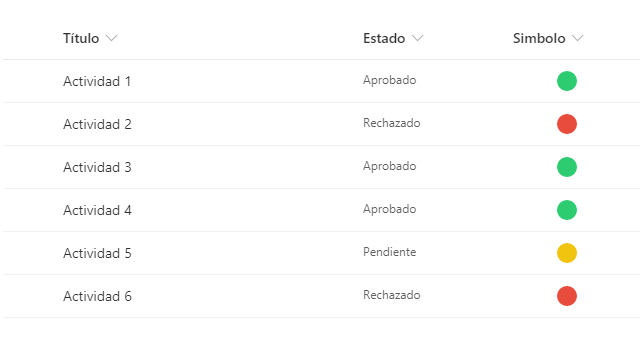 Título Estado Simbolo
Actividad 1 Aprobado
Actividad 2 Rechazado
Actividad 3 Aprobado
Actividad 4 Aprobado
Actividad 5 Pendiente
Actividad 6 Rechazado